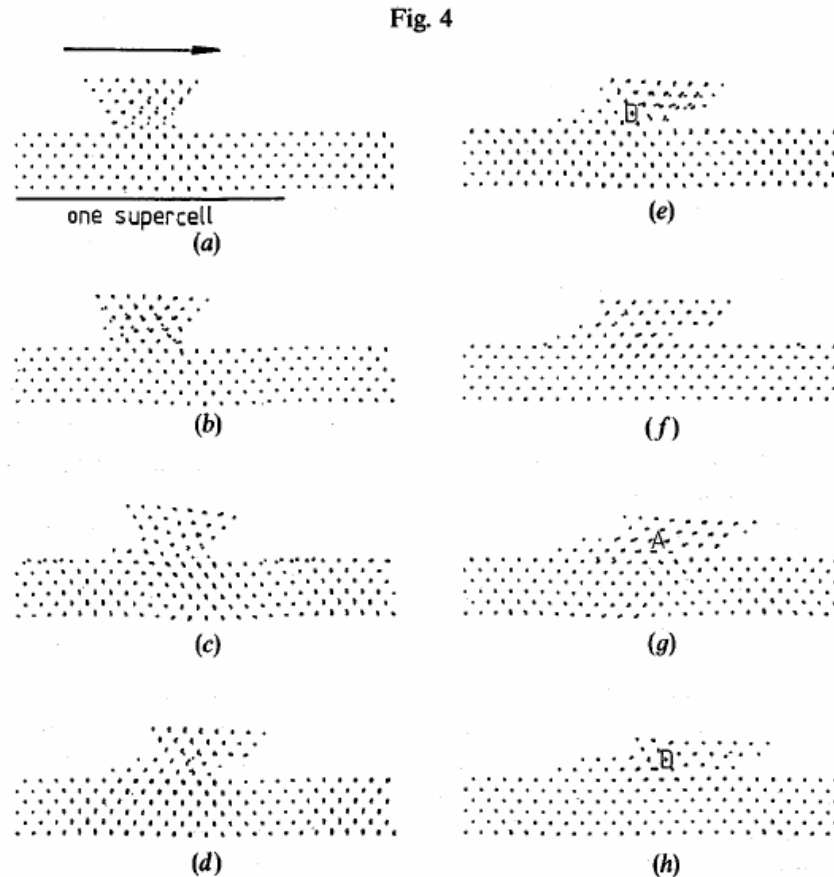 Fig. 4
one supercell
(a)
(b)
(c)
(d)
D
(e)
(f)
A
(g)
D
(h)